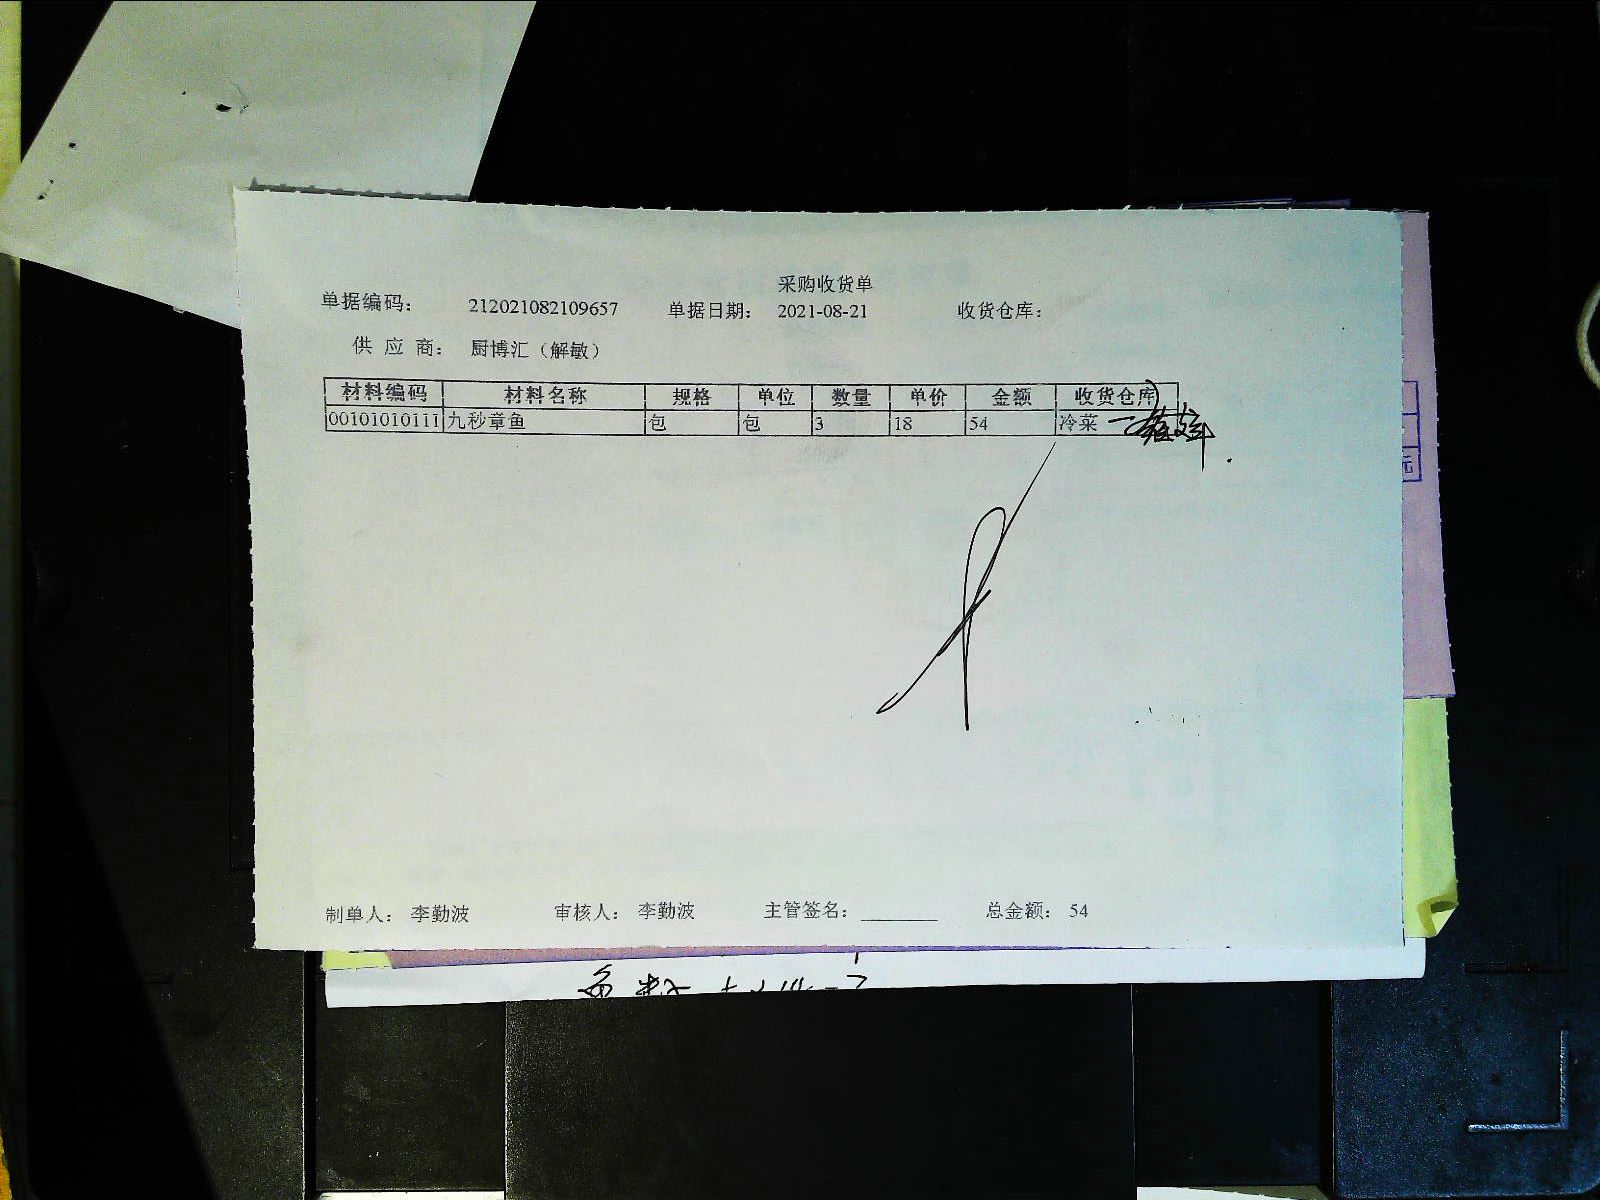 采购收货单
单据编码： 212021082109657 单据日期： 2021-08-21 收货仓库：
供应商： 厨博汇（解敏）
材料编码 材料名称 规格 单位 数量 单价 金额 收货仓库
00101010111 九秒章鱼 包 包 3 18 54 冷菜
元
制单人： 李勤波 审核人： 李勤波 主管签名：________ 总金额： 54